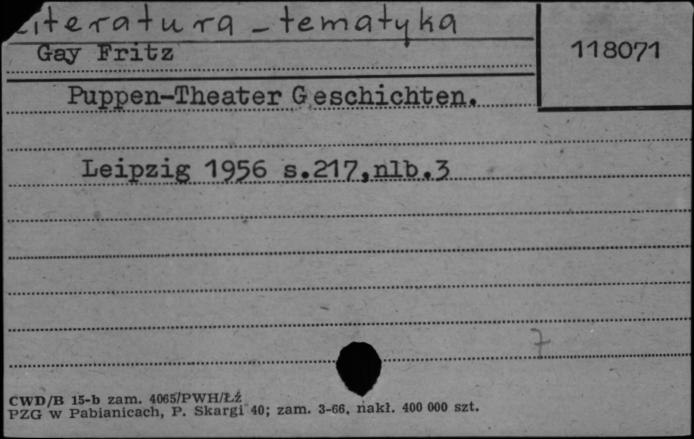 Literatura - tematyka
Gay Fritz
118071
Puppen-Theater Geschichten.
Leipzig 1956 s.217,nlb.3
7
CWD/B 15-b zam. 4065/PWH/Łź
PZG w Pabianicach, P. Skargi 40; zam. 3-66, nakł. 400 000 szt.